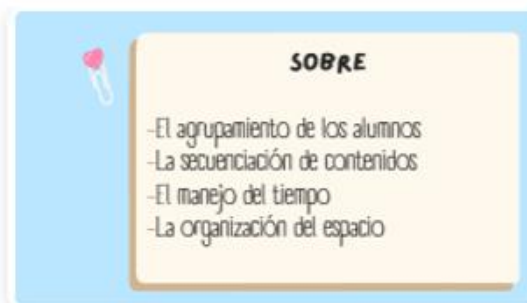 SOBRE
-El agrupamiento de los alumnos
-La secuenciación de contenidos
-El manejo del tiempo
-La organización del espacio